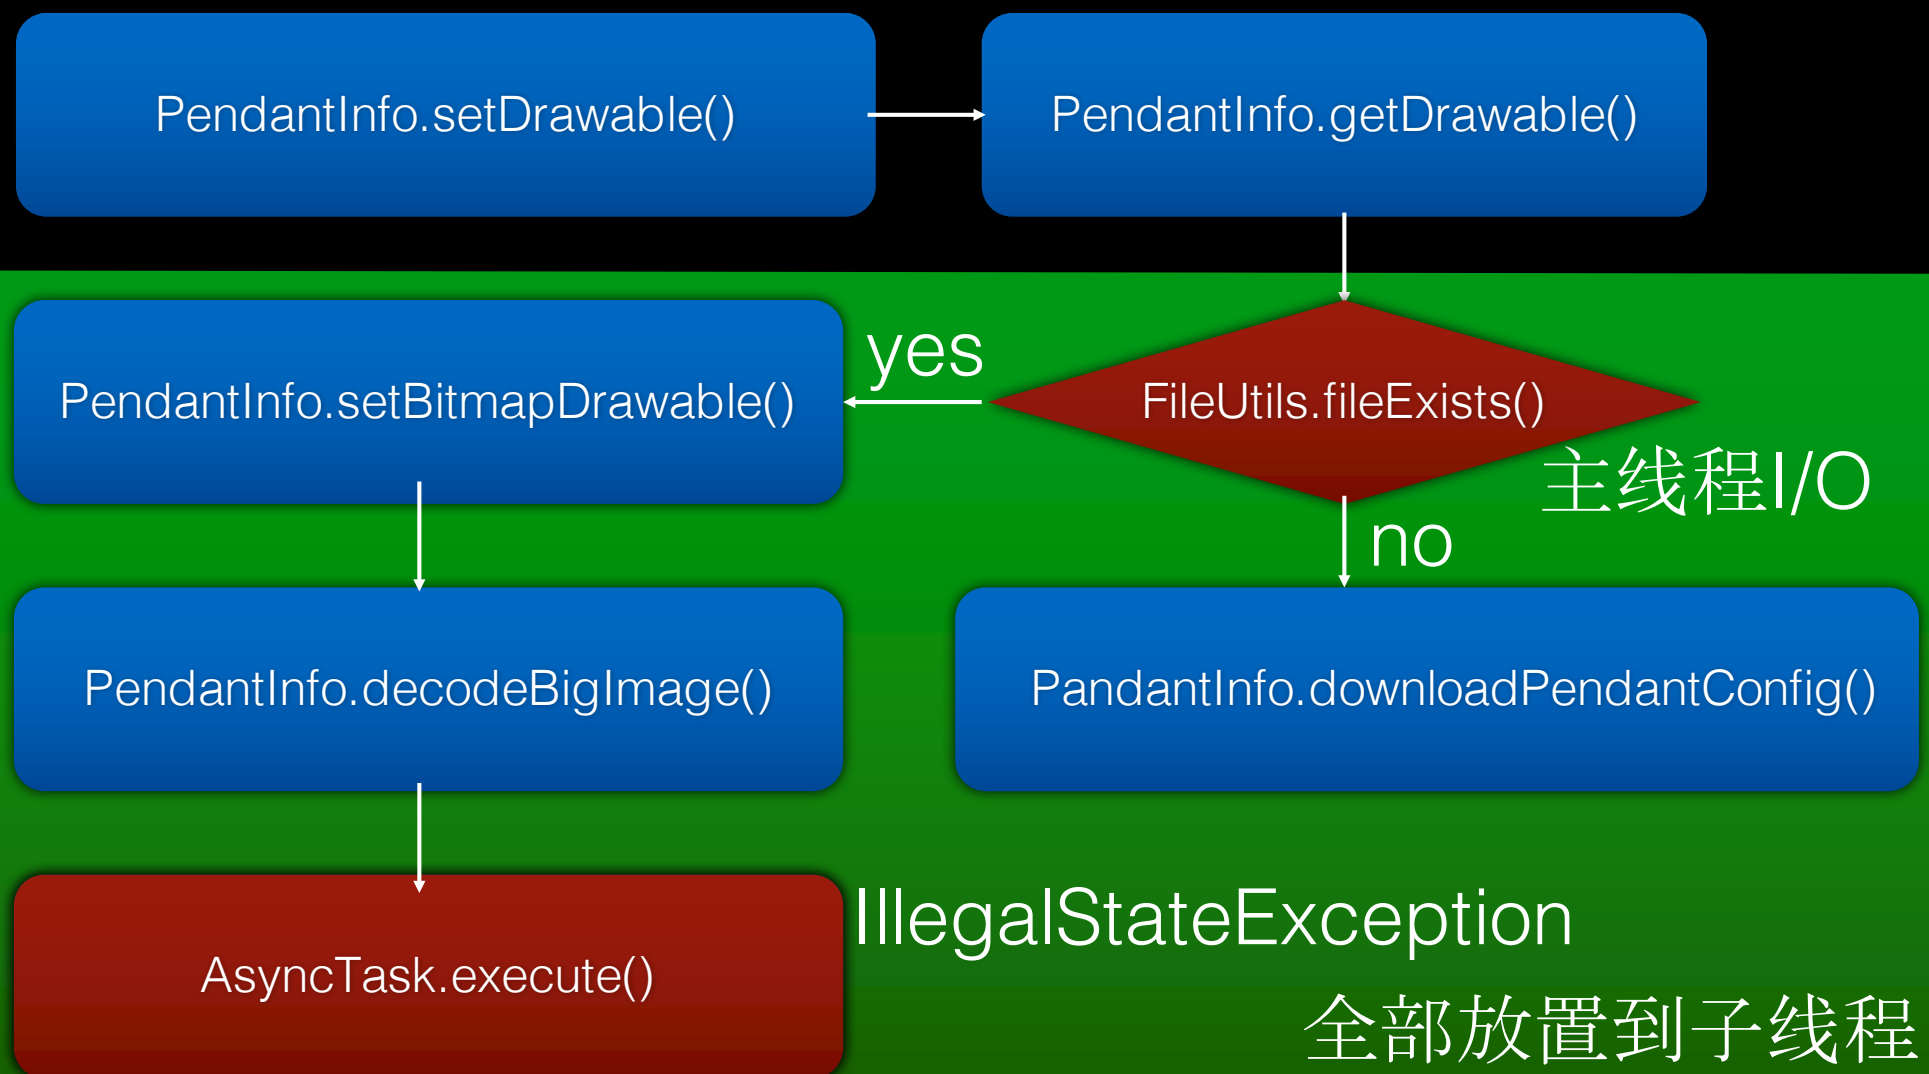 PendantInfo.setDrawable()
PendantInfo.getDrawable()
PendantInfo.setBitmapDrawable()
yes
FileUtils.fileExists()
主线程I/O
no
PendantInfo.decodeBigImage()
PandantInfo.downloadPendantConfig()
AsyncTask.execute()
IllegalStateException
全部放置到子线程